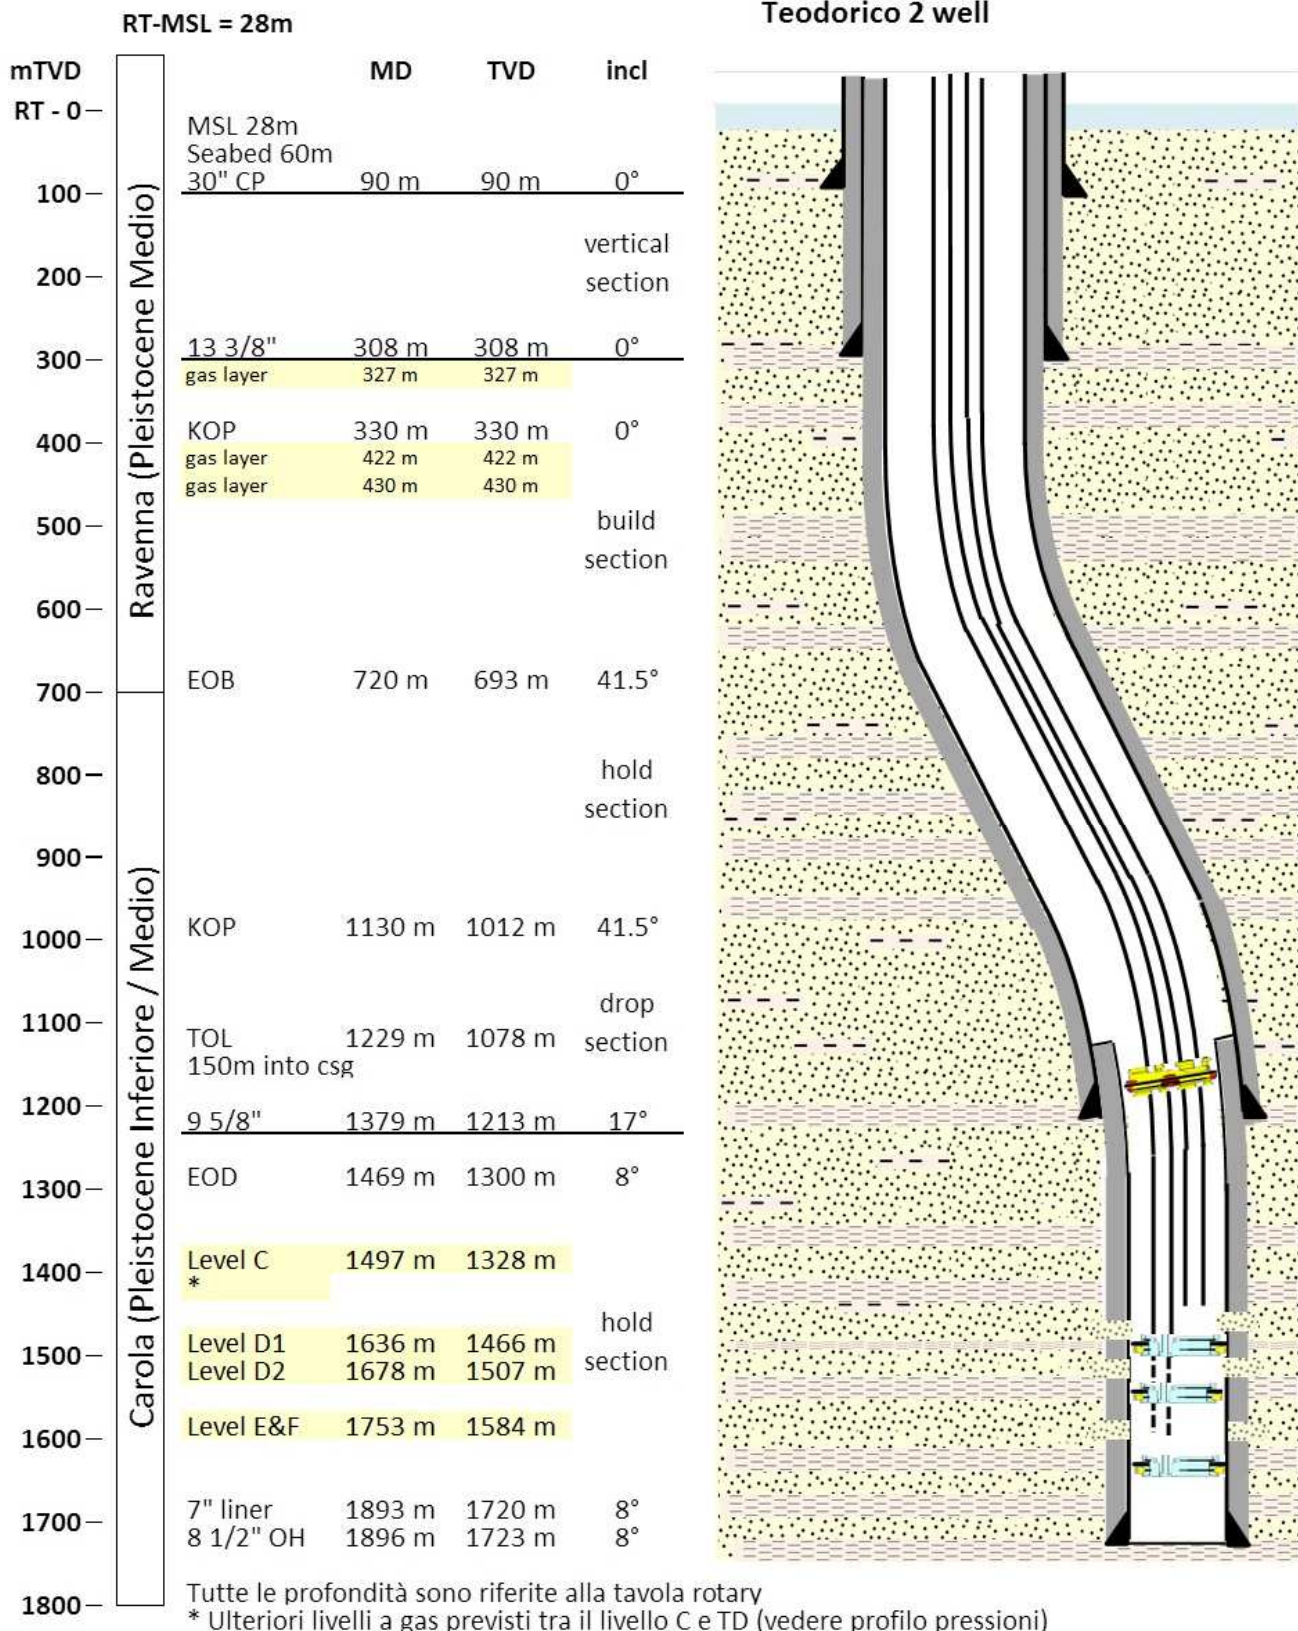 Teodorico 2 well
RT-MSL = 28m
mTVD MD TVD incl
RT - 0
MSL 28m
Seabed 60m
30" CP 90 m 90 m 0°
100
vertical
200 section
13 3/8" 308 m 308 m 0°
300
gas layer 327 m 327 m
KOP 330 m 330 m 0°
400
gas layer 422 m 422 m
gas layer 430 m 430 m
500 build
section
600
Ravenna (Pleistocene Medio)
EOB 720 m 693 m 41.5°
700
800 hold
section
900
KOP 1130 m 1012 m 41.5°
1000
drop
1100
TOL 1229 m 1078 m section
150m into csg
1200
9 5/8" 1379 m 1213 m 17°
EOD 1469 m 1300 m 8°
1300
Level C 1497 m 1328 m
1400 *
hold
Level D1 1636 m 1466 m
1500 section
Level D2 1678 m 1507 m
Level E&F 1753 m 1584 m
1600
Carola (Pleistocene Inferiore / Medio)
7" liner 1893 m 1720 m 8°
1700
8 1/2" OH 1896 m 1723 m 8°
Tutte le profondità sono riferite alla tavola rotary
1800
* Ulteriori livelli a gas previsti tra il livello C e TD (vedere profilo pressioni)